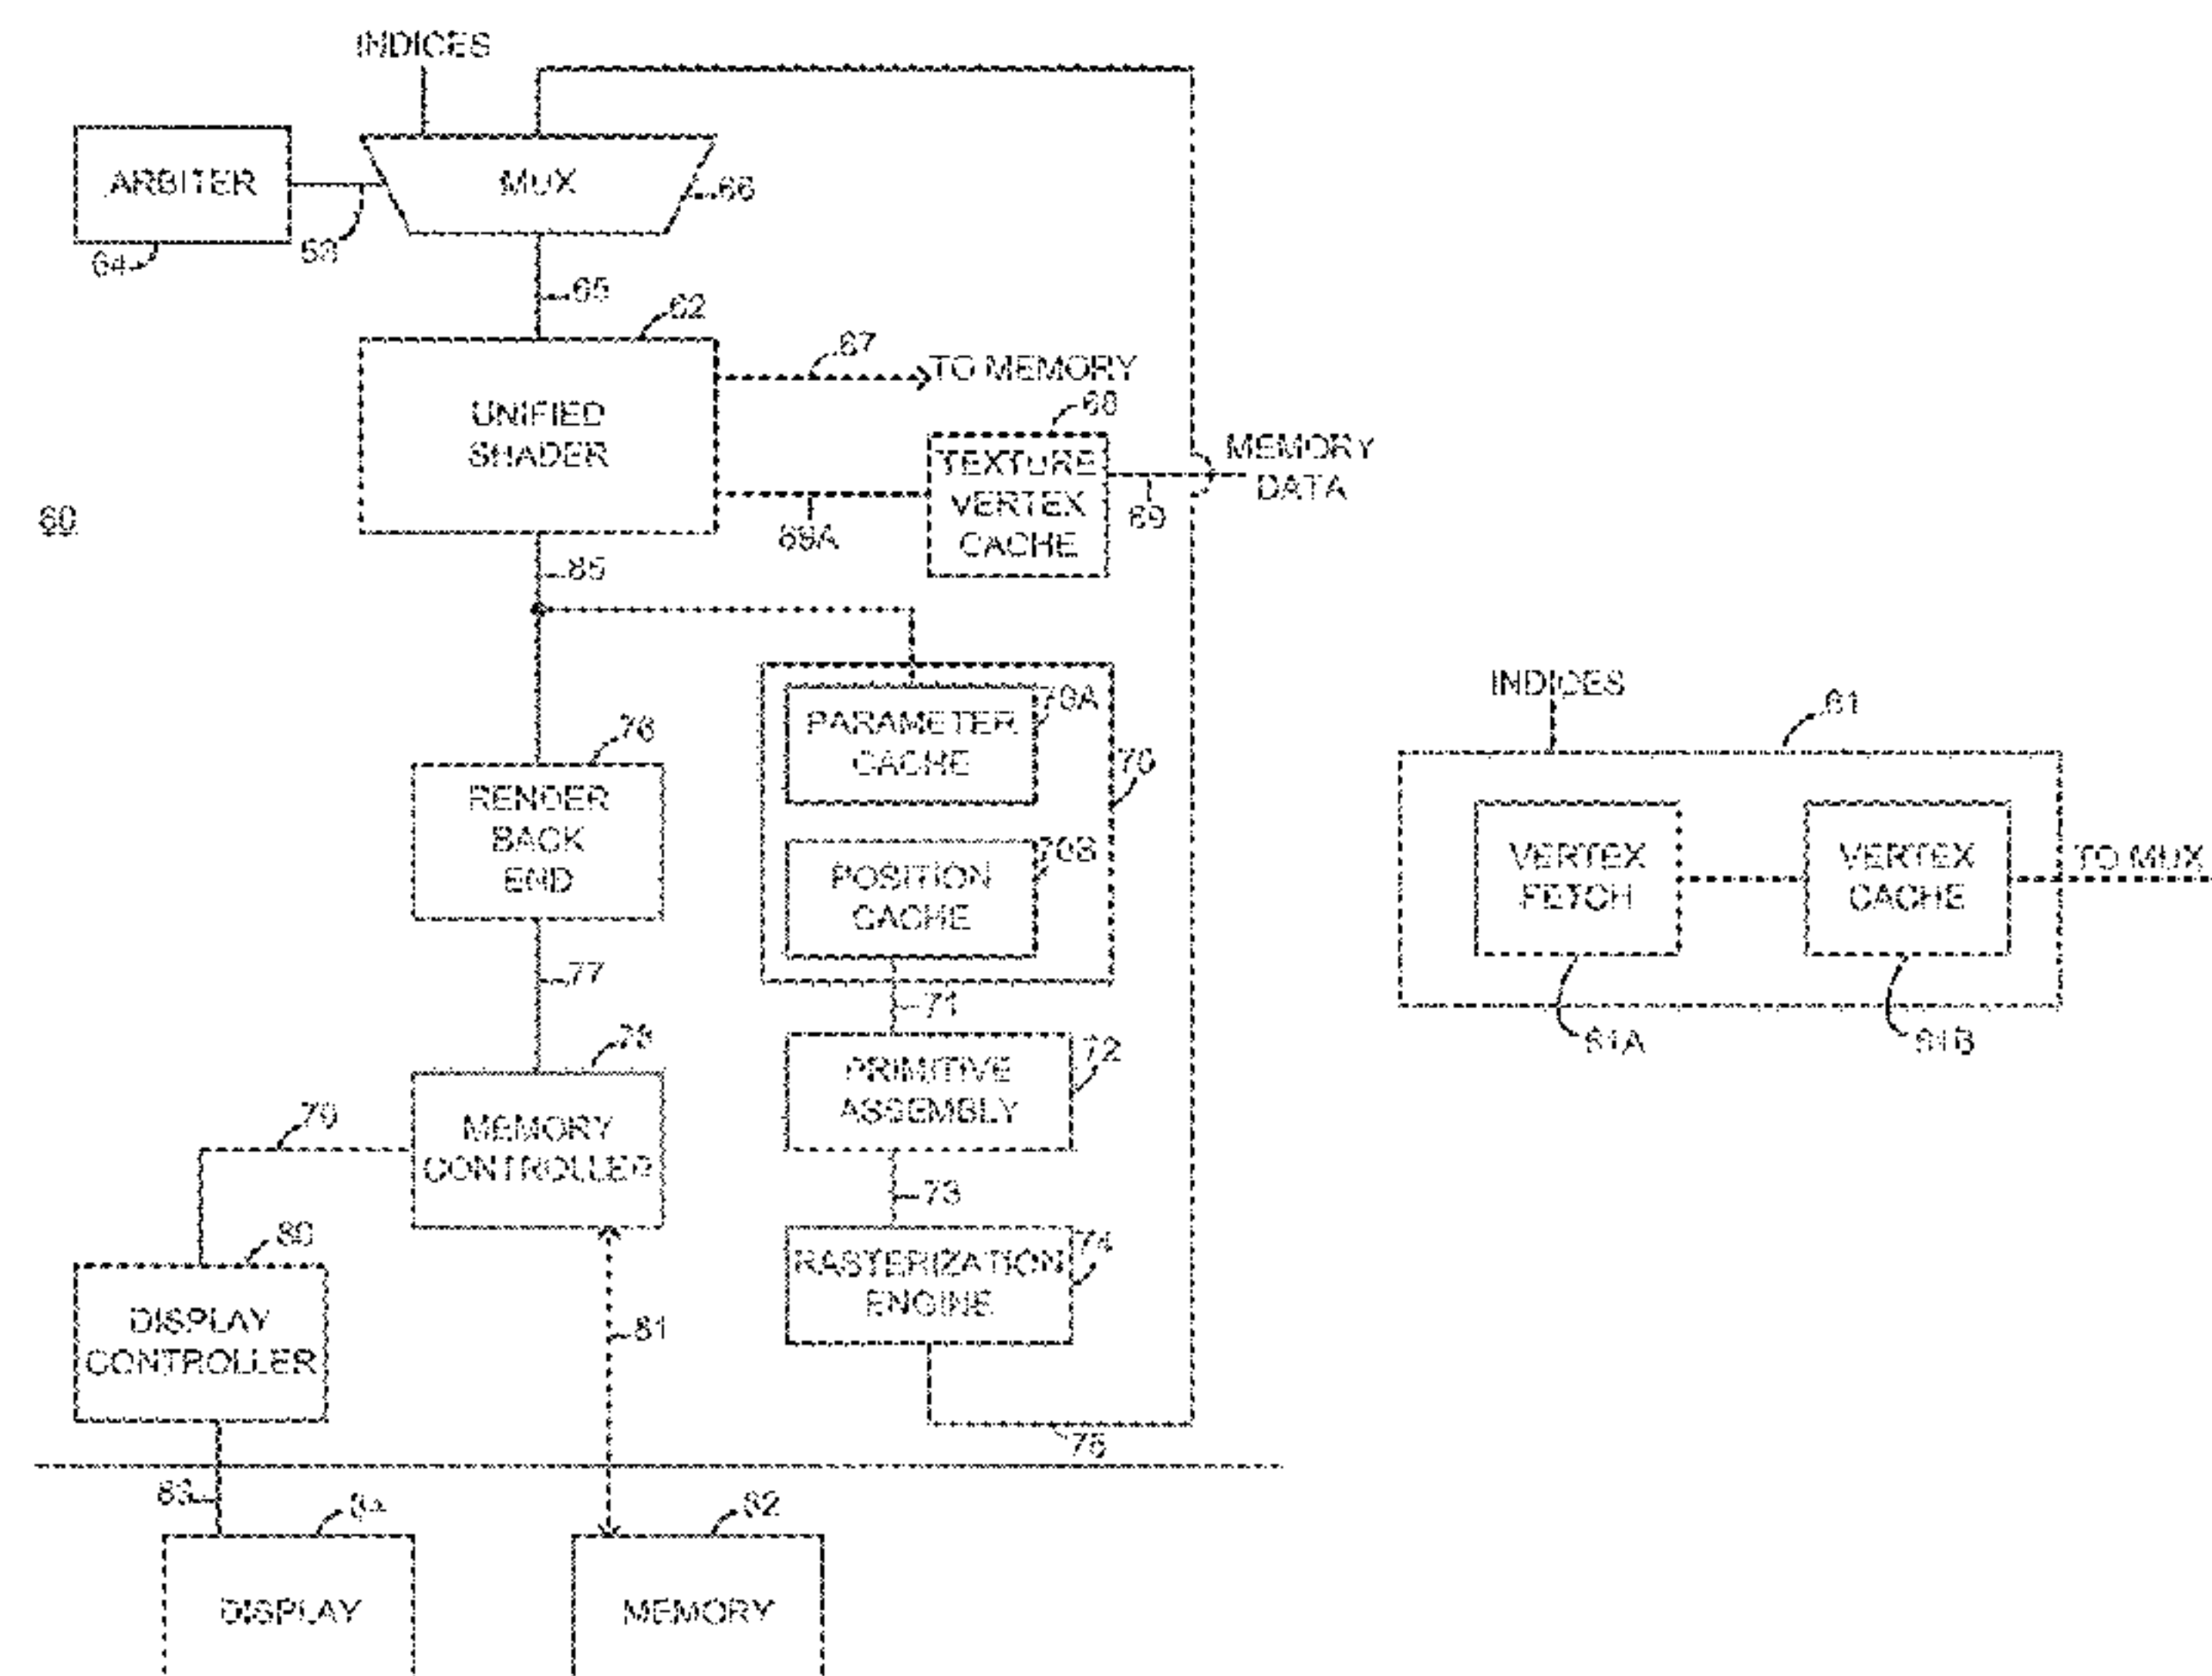 INDICES
ARBITER
MUX
66
64
63
65
62
67
TO MEMORY
UNIFIED
SHADER
68
TEXTURE
VERTEX
CACHE
MEMORY
DATA
69
60
85
PARAMETER
CACHE
70A
70
76
RENDER
BACK
END
POSITION
CACHE
70B
77
71
PRIMITIVE
ASSEMBLY
72
MEMORY
CONTROLLER
79
73
80
RASTERIZATION
ENGINE
74
DISPLAY
CONTROLLER
81
75
83
84
82
DISPLAY
MEMORY
INDICES
61
VERTEX
FETCH
VERTEX
CACHE
TO MUX
61A
61B